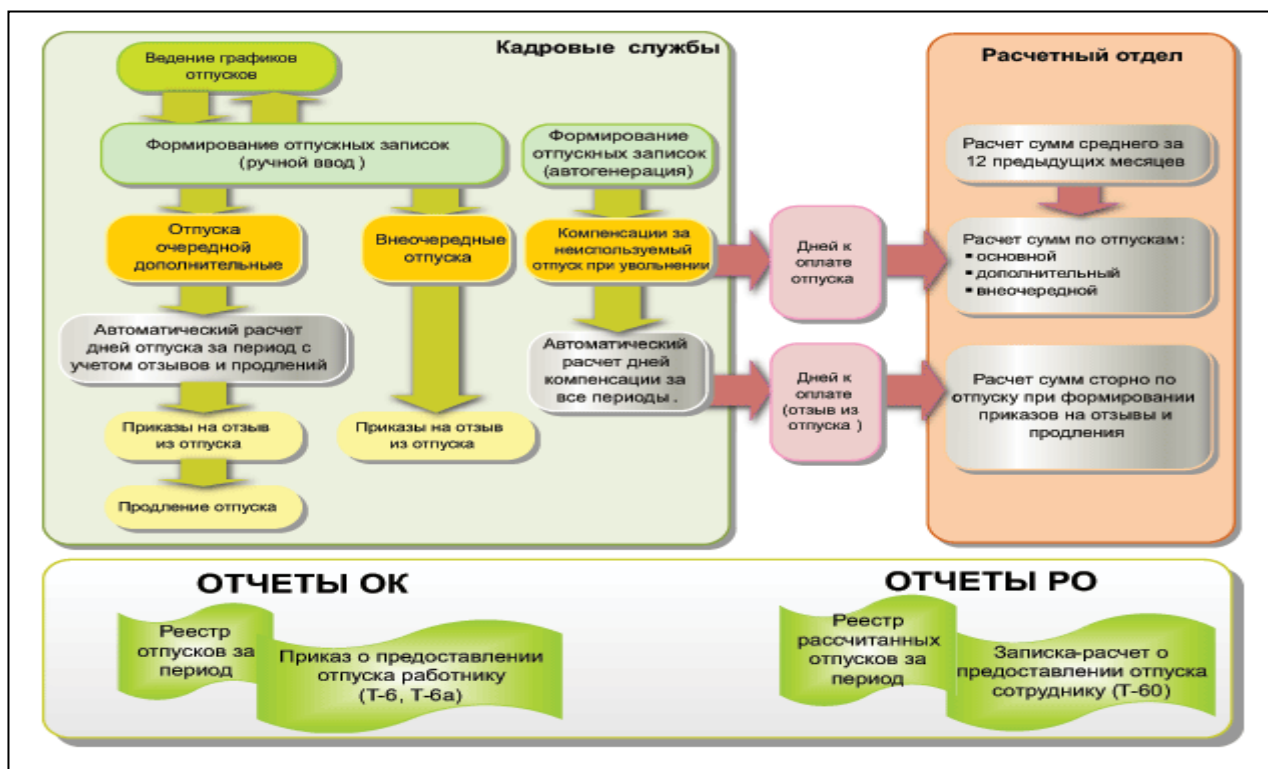 Кадровые службы
Ведение графиков
отпусков
Формирование отпускных записок
(ручной ввод )
Формирование
отпускных записок
(автогенерация)
Отпуска
очередной
дополнительные
Внеочередные
отпуска
Компенсации за
неиспользуемый
отпуск при увольнении
Автоматический расчет
дней отпуска за период с
учетом отзывов и продлений
Автоматический
расчет дней
компенсации за
все периоды .
Приказы на отзыв
из отпуска
Приказы на отзыв
из отпуска
Продление отпуска
Дней к
оплате
отпуска
Дней к
оплате
(отзыв из
отпуска )
Расчетный отдел
Расчет сумм среднего за
12 предыдущих месяцев
Расчет сумм по отпускам :
▪ основной
▪ дополнительный
▪ внеочередной
Расчет сумм сторно по
отпуску при формировании
приказов на отзывы и
продления
ОТЧЕТЫ ОК
Реестр
отпусков за
период
Приказ о предоставлении
отпуска работнику
(Т-6, Т-6а)
ОТЧЕТЫ РО
Реестр
рассчитанных
отпусков за
период
Записка-расчет о
предоставлении отпуска
сотруднику (Т-60)